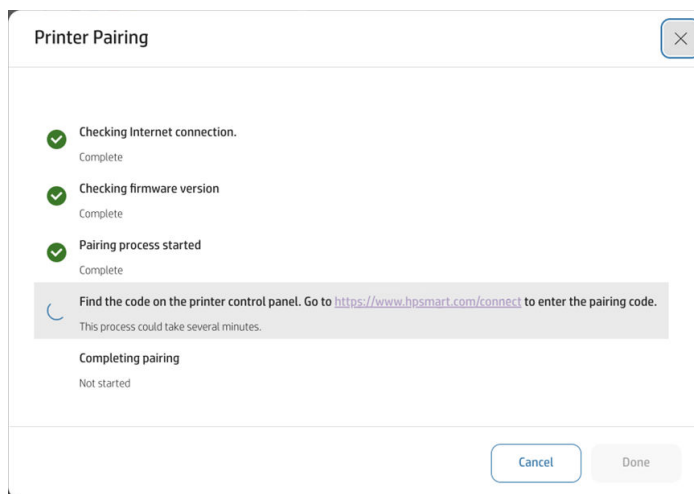 Printer Pairing
Checking Internet connection.
Complete
Checking firmware version
Complete
Pairing process started
Complete
Find the code on the printer control panel. Go to https://www.hpsmart.com/connect to enter the pairing code.
This process could take several minutes.
Completing pairing
Not started
Cancel
Done